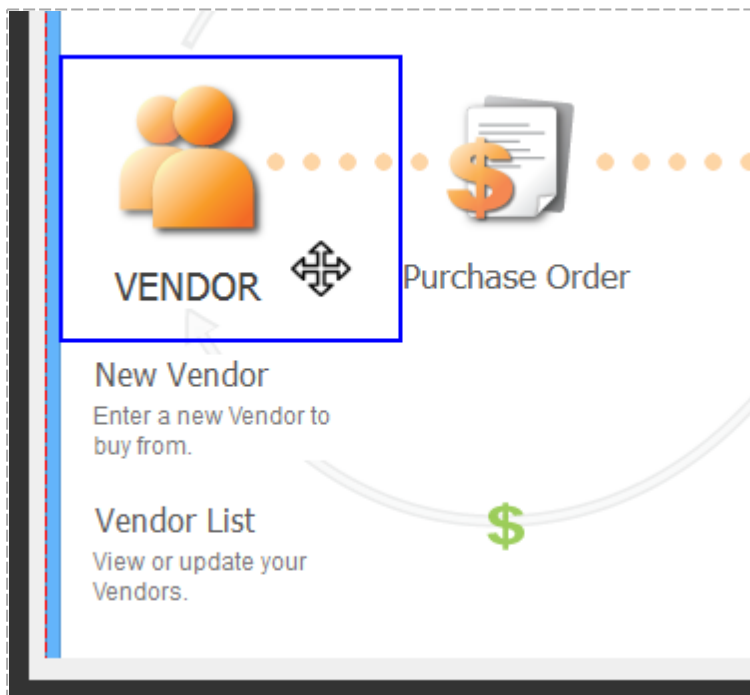 VENDOR
Purchase Order
New Vendor
Enter a new Vendor to
buy from.
$
Vendor List
View or update your
Vendors.